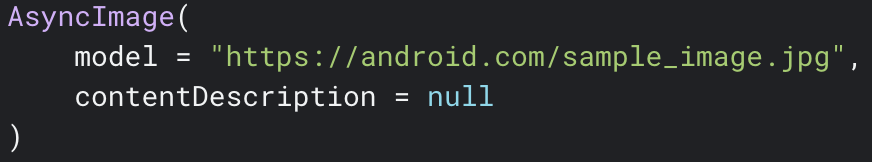 AsyncImage(
    model = "https://android.com/sample_image.jpg",
    contentDescription = null
)